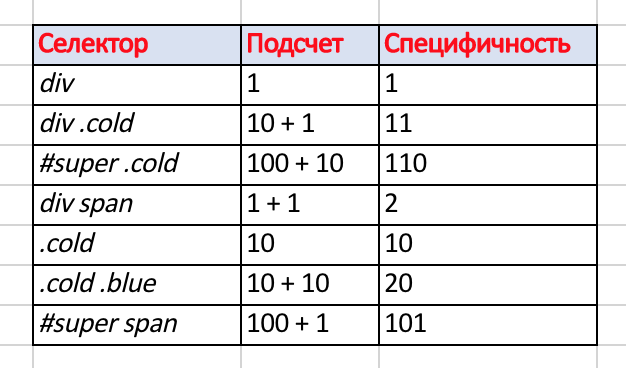 Селектор Подсчет Специфичность
div 1 1
div .cold 10 + 1 11
#super .cold 100 + 10 110
div span 1 + 1 2
.cold 10 10
.cold .blue 10 + 10 20
#super span 100 + 1 101